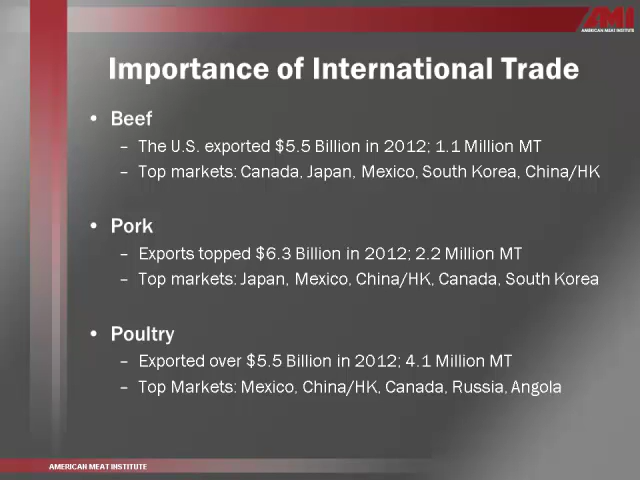 AMI
AMERICAN MEAT INSTITUTE
Importance of International Trade
• Beef
– The U.S. exported $5.5 Billion in 2012; 1.1 Million MT
– Top markets: Canada, Japan, Mexico, South Korea, China/HK
• Pork
– Exports topped $6.3 Billion in 2012; 2.2 Million MT
– Top markets: Japan, Mexico, China/HK, Canada, South Korea
• Poultry
– Exported over $5.5 Billion in 2012; 4.1 Million MT
– Top Markets: Mexico, China/HK, Canada, Russia, Angola
AMERICAN MEAT INSTITUTE